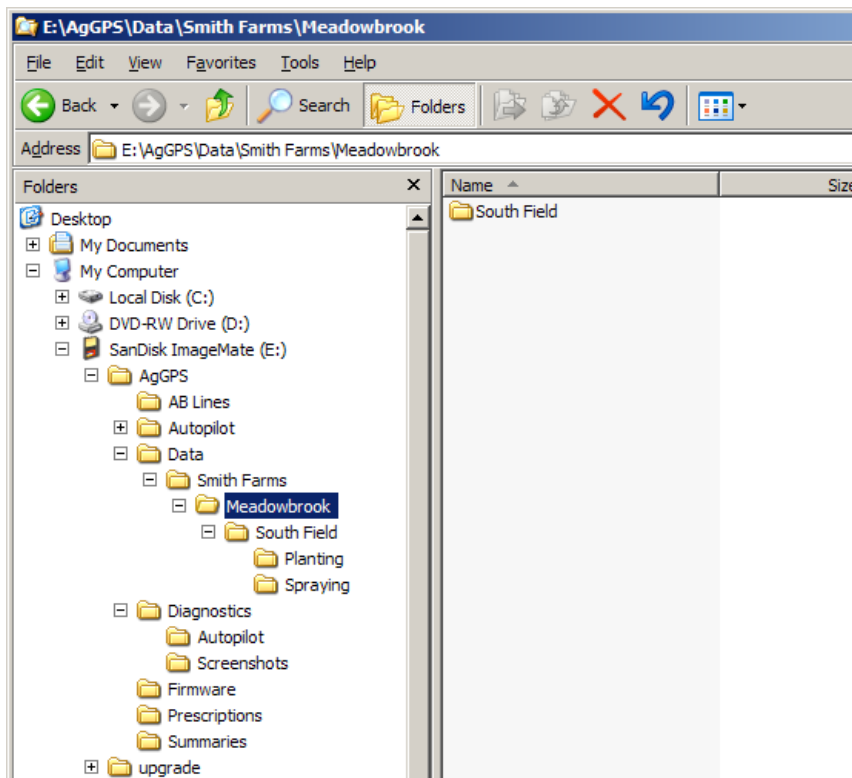 E:\AgGPS\Data\Smith Farms\Meadowbrook
File Edit View Favorites Tools Help
Back Search Folders
Address E:\AgGPS\Data\Smith Farms\Meadowbrook
Folders
Desktop
My Documents
My Computer
Local Disk (C:)
DVD-RW Drive (D:)
SanDisk ImageMate (E:)
AgGPS
AB Lines
Autopilot
Data
Smith Farms
Meadowbrook
South Field
Planting
Spraying
Diagnostics
Autopilot
Screenshots
Firmware
Prescriptions
Summaries
upgrade
Name Size
South Field